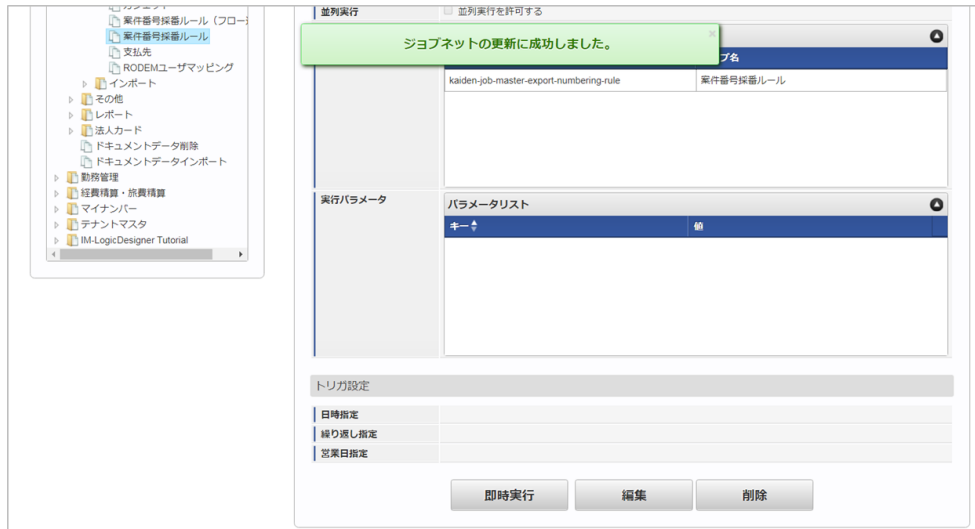 案件番号採番ルール（フロー
案件番号採番ルール
支払先
RODEMユーザマッピング
インポート
その他
レポート
法人カード
ドキュメントデータ削除
ドキュメントデータインポート
勤務管理
経費精算・旅費精算
マイナンバー
テナントマスタ
IM-LogicDesigner Tutorial
並列実行
並列実行を許可する
ジョブネットの更新に成功しました。
ブ名
kaiden-job-master-export-numbering-rule
案件番号採番ルール
実行パラメータ
パラメータリスト
キー
値
トリガ設定
日時指定
繰り返し指定
営業日指定
即時実行
編集
削除